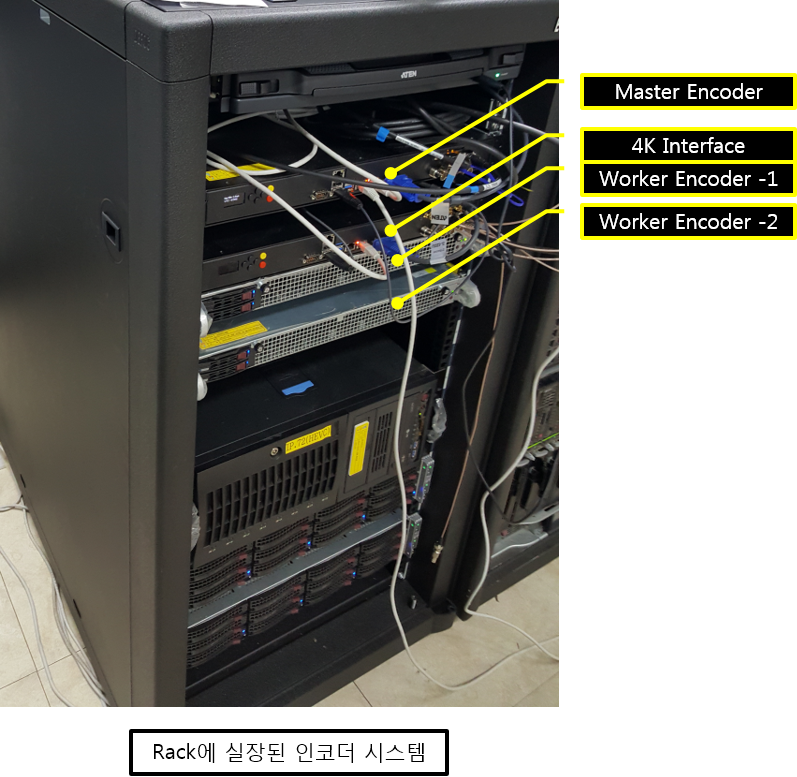 ATEN
Master Encoder
4K Interface
Worker Encoder -1
Worker Encoder -2
Rack에 실장된 인코더 시스템